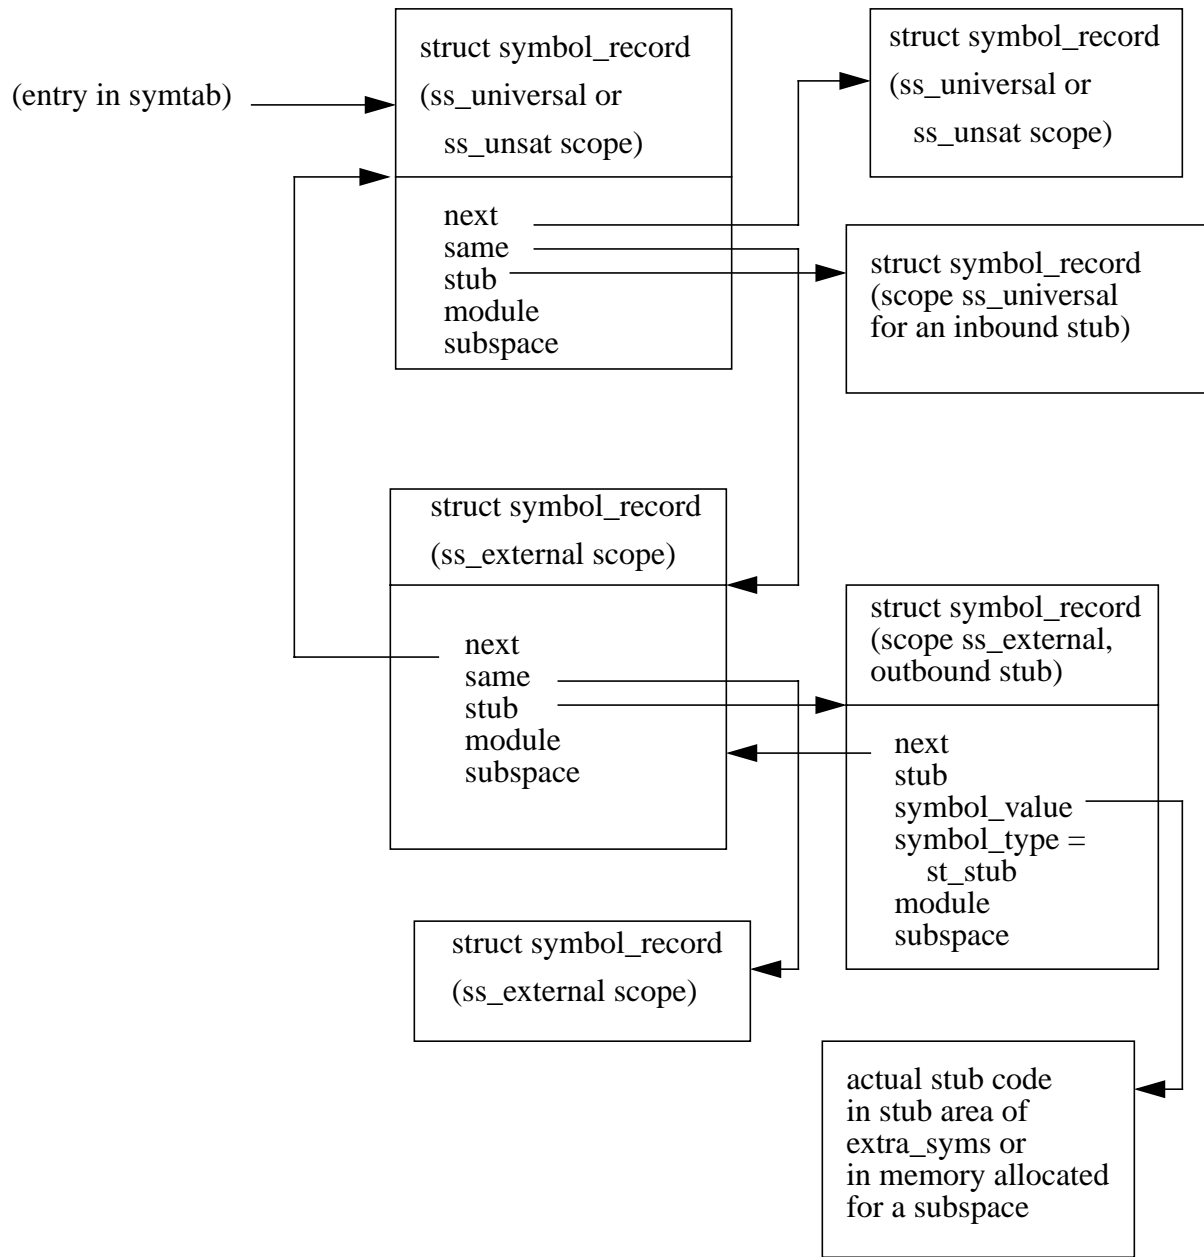 (entry in symtab)
struct symbol_record
(ss_universal or
ss_unsat scope)
next
same
stub
module
subspace
struct symbol_record
(ss_universal or
ss_unsat scope)
struct symbol_record
(scope ss_universal
for an inbound stub)
struct symbol_record
(ss_external scope)
next
same
stub
module
subspace
struct symbol_record
(scope ss_external,
outbound stub)
next
stub
symbol_value
symbol_type =
st_stub
module
subspace
struct symbol_record
(ss_external scope)
actual stub code
in stub area of
extra_syms or
in memory allocated
for a subspace